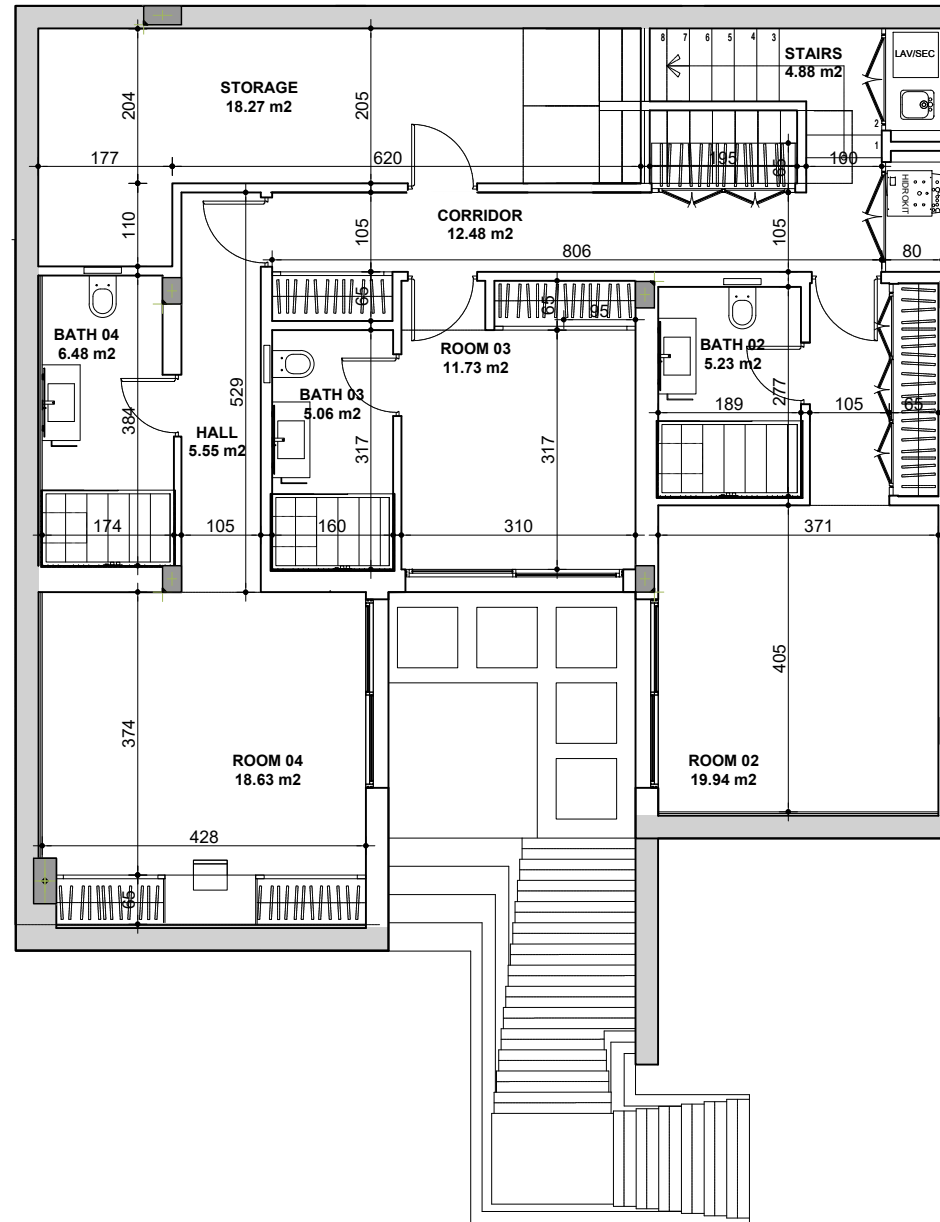 8 7 6 5 4 3
STAIRS
4.88 m2
LAV/SEC
STORAGE
18.27 m2
204
205
2
1
177
620
195
65
100
HIDROKIT
110
105
CORRIDOR
12.48 m2
105
806
80
65
65
95
BATH 04
6.48 m2
ROOM 03
11.73 m2
BATH 02
5.23 m2
529
384
BATH 03
5.06 m2
277
189
105
65
HALL
5.55 m2
317
317
174
105
160
310
371
405
374
ROOM 04
18.63 m2
ROOM 02
19.94 m2
428
65